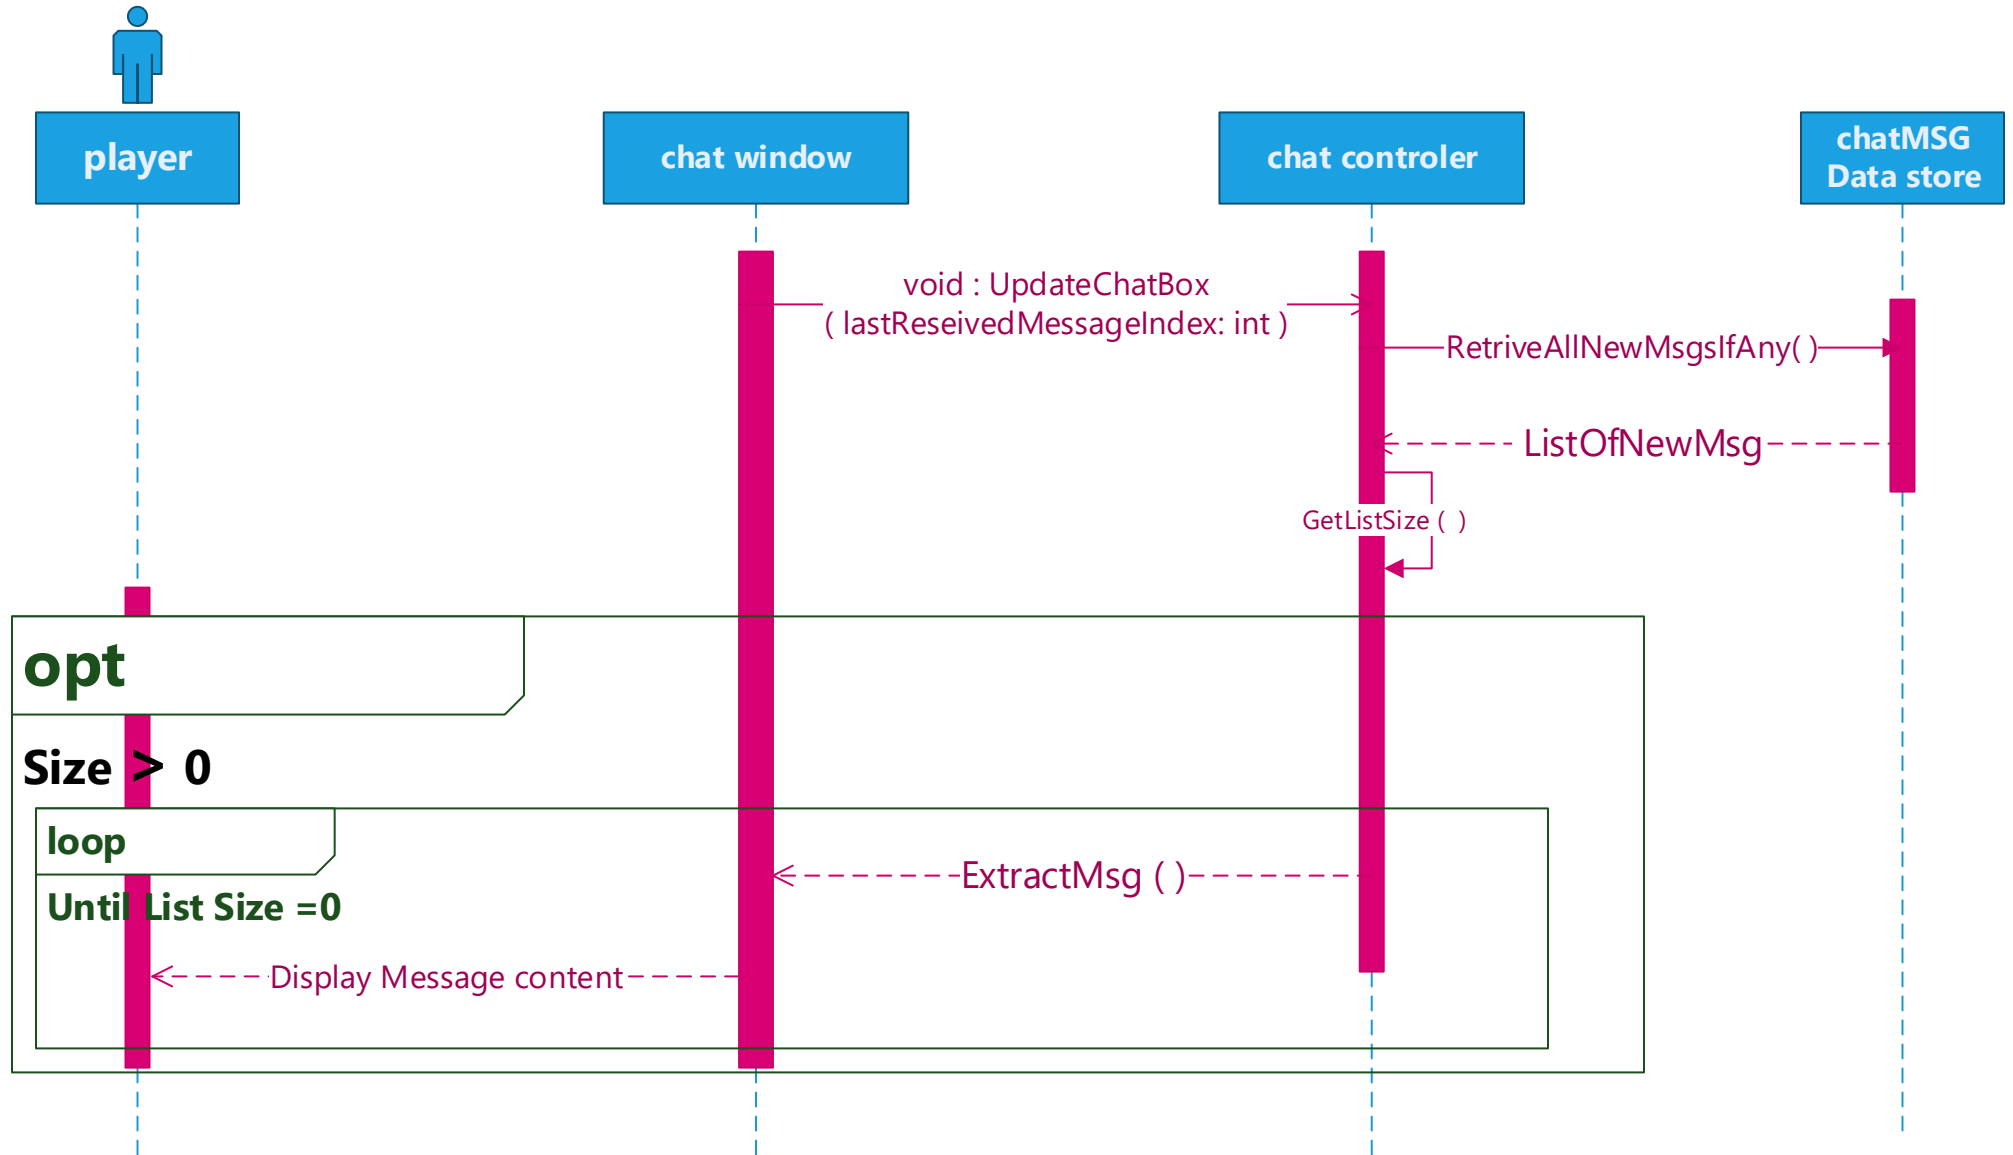 player
chat window
chat controler
chatMSG
Data store
void : UpdateChatBox
( lastReseivedMessageIndex: int )
RetriveAllNewMsgsIfAny( )
ListOfNewMsg
GetListSize (  )
opt
Size > 0
loop
ExtractMsg ( )
Until List Size =0
Display Message content